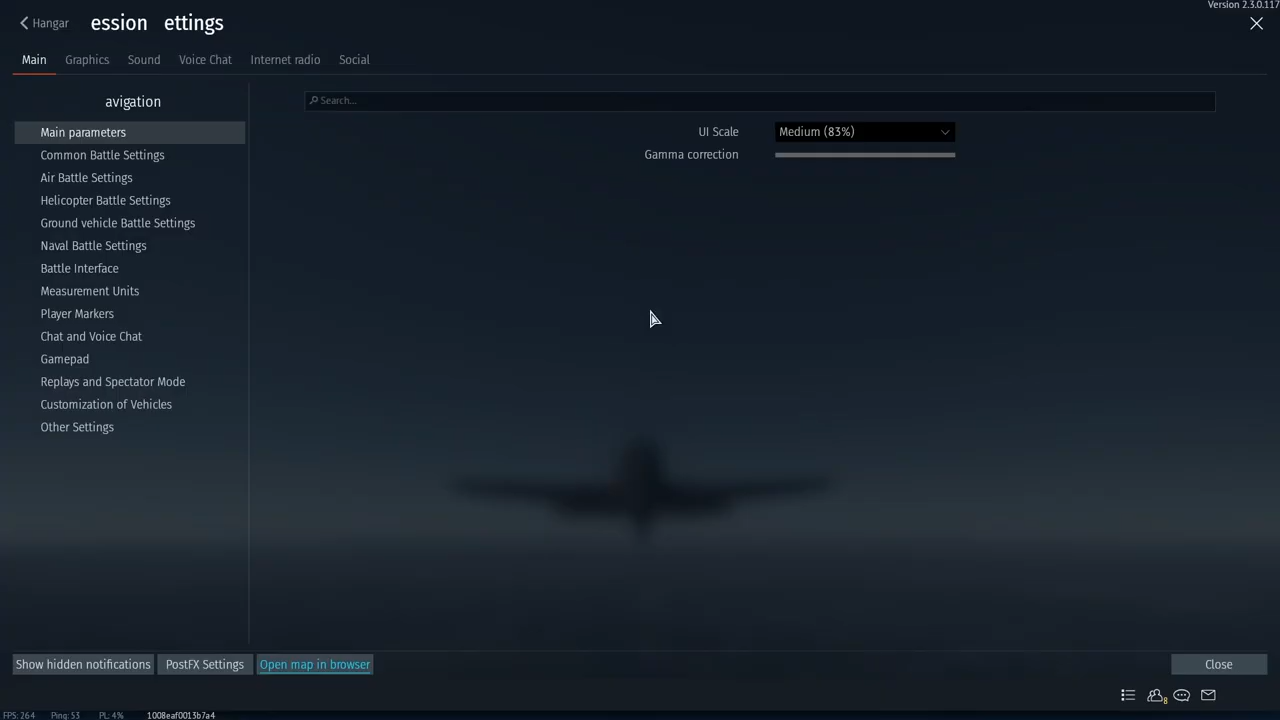 Version 2.3.0.117
Hangar ession ettings
Main Graphics Sound Voice Chat Internet radio Social
avigation
Search...
Main parameters
UI Scale Medium (83%)
Common Battle Settings
Gamma correction
Air Battle Settings
Helicopter Battle Settings
Ground vehicle Battle Settings
Naval Battle Settings
Battle Interface
Measurement Units
Player Markers
Chat and Voice Chat
Gamepad
Replays and Spectator Mode
Customization of Vehicles
Other Settings
Show hidden notifications PostFX Settings Open map in browser Close
8
FPS: 264 Ping: 53 PL: 4% 1008eaf0013b7a4